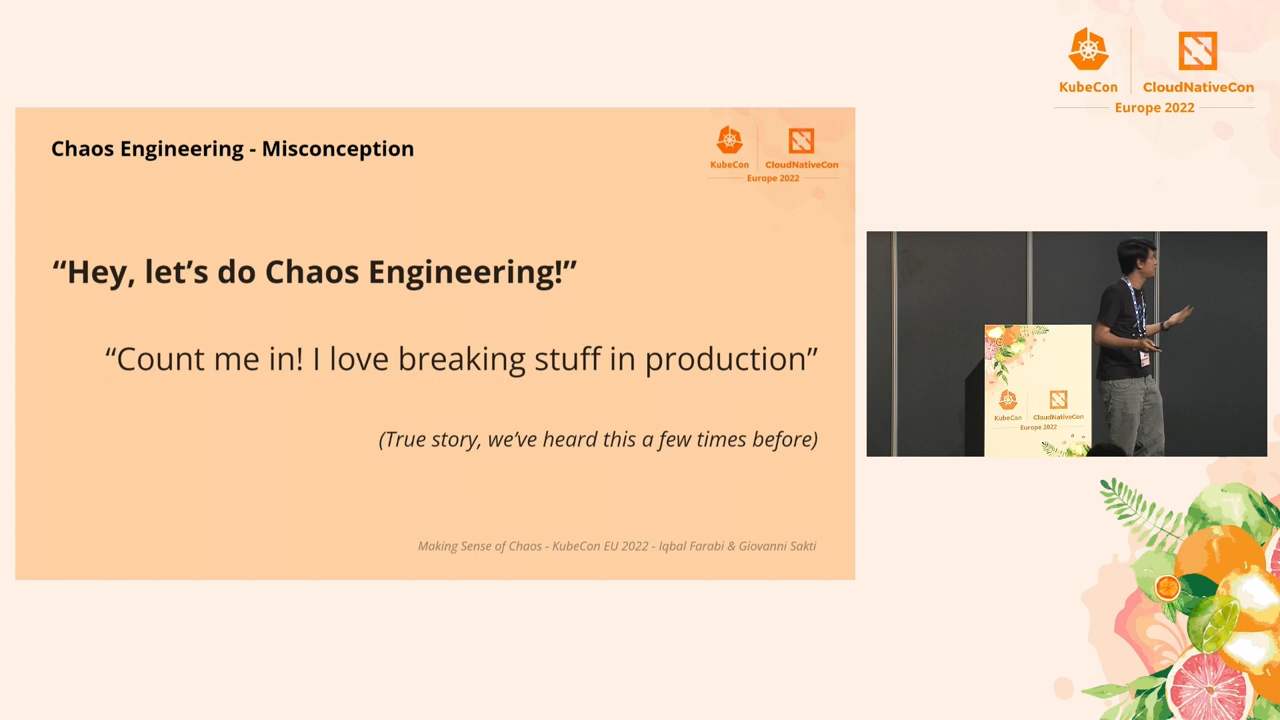 KubeCon
CloudNativeCon
Europe 2022
Chaos Engineering - Misconception
KubeCon
CloudNativeCon
Europe 2022
“Hey, let’s do Chaos Engineering!”
“Count me in! I love breaking stuff in production”
(True story, we’ve heard this a few times before)
Making Sense of Chaos - KubeCon EU 2022 - Iqbal Farabi & Giovanni Sakti
KubeCon
CloudNativeCon
Europe 2022